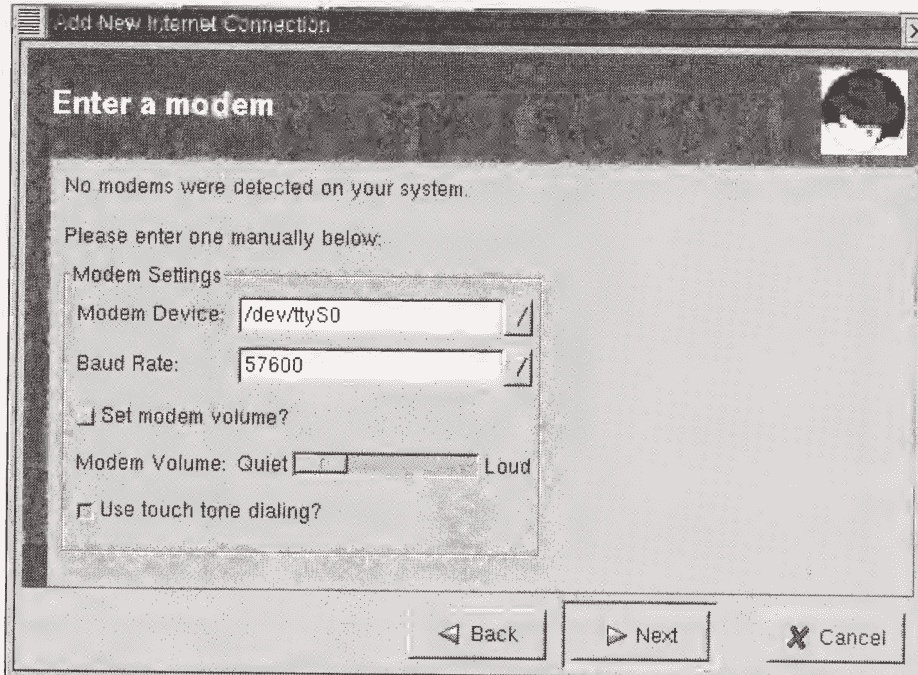 Add New Internet Connection
Enter a modem
No modems were detected on your system.
Please enter one manually below:
Modem Settings
Modem Device: /dev/ttyS0
Baud Rate: 57600
Set modem volume?
Modem Volume: Quiet Loud
Use touch tone dialing?
Back Next Cancel